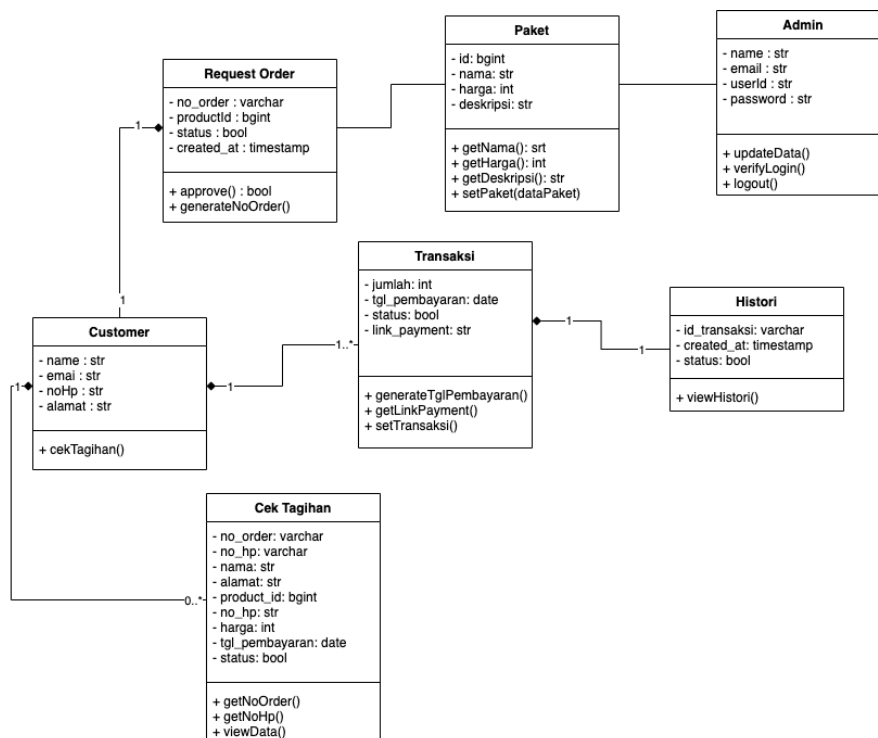 Request Order
- no_order : varchar
- productId : bgint
- status : bool
- created_at : timestamp
+ approve() : bool
+ generateNoOrder()
Paket
- id: bgint
- nama: str
- harga: int
- deskripsi: str
+ getNama(): srt
+ getHarga(): int
+ getDeskripsi(): str
+ setPaket(dataPaket)
Admin
- name : str
- email : str
- userId : str
- password : str
+ updateData()
+ verifyLogin()
+ logout()
1
1
Customer
- name : str
- emai : str
- noHp : str
- alamat : str
+ cekTagihan()
1
1..*
Transaksi
- jumlah: int
- tgl_pembayaran: date
- status: bool
- link_payment: str
+ generateTglPembayaran()
+ getLinkPayment()
+ setTransaksi()
1
1
Histori
- id_transaksi: varchar
- created_at: timestamp
- status: bool
+ viewHistori()
1
0..*
Cek Tagihan
- no_order: varchar
- no_hp: varchar
- nama: str
- alamat: str
- product_id: bgint
- no_hp: str
- harga: int
- tgl_pembayaran: date
- status: bool
+ getNoOrder()
+ getNoHp()
+ viewData()